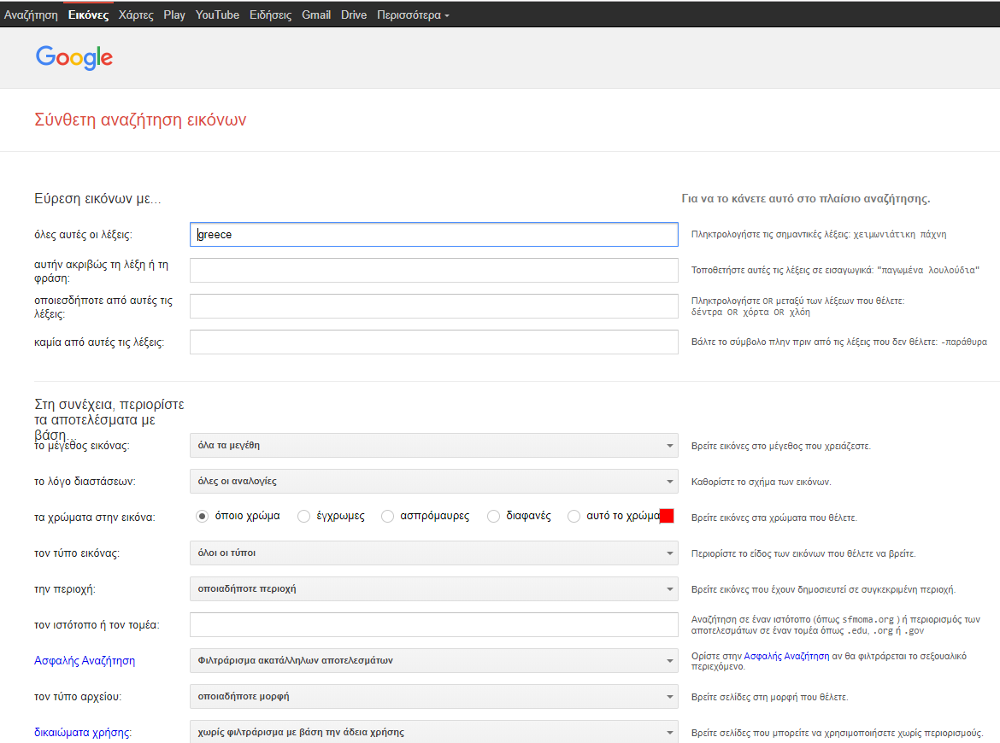 Αναζήτηση Εικόνες Χάρτες Play YouTube Ειδήσεις Gmail Drive Περισσότερα
Google
Σύνθετη αναζήτηση εικόνων
Εύρεση εικόνων με...
Για να το κάνετε αυτό στο πλαίσιο αναζήτησης.
όλες αυτές οι λέξεις:
greece
Πληκτρολογήστε τις σημαντικές λέξεις: χειμωνιάτικη πάχνη
αυτήν ακριβώς τη λέξη ή τη
φράση:
Τοποθετήστε αυτές τις λέξεις σε εισαγωγικά: "παγωμένα λουλούδια"
οποιεσδήποτε από αυτές τις
λέξεις:
Πληκτρολογήστε OR μεταξύ των λέξεων που θέλετε:
δέντρα OR χόρτα OR χλόη
καμία από αυτές τις λέξεις:
Βάλτε το σύμβολο πλην πριν από τις λέξεις που δεν θέλετε: -παράθυρα
Στη συνέχεια, περιορίστε
τα αποτελέσματα με
βάση...
το μέγεθος εικόνας:
όλα τα μεγέθη
Βρείτε εικόνες στο μέγεθος που χρειάζεστε.
το λόγο διαστάσεων:
όλες οι αναλογίες
Καθορίστε το σχήμα των εικόνων.
τα χρώματα στην εικόνα:
όποιο χρώμα έγχρωμες ασπρόμαυρες διαφανές αυτό το χρώμα
Βρείτε εικόνες στα χρώματα που θέλετε.
τον τύπο εικόνας:
όλοι οι τύποι
Περιορίστε το είδος των εικόνων που θέλετε να βρείτε.
την περιοχή:
οποιαδήποτε περιοχή
Βρείτε εικόνες που έχουν δημοσιευτεί σε συγκεκριμένη περιοχή.
τον ιστότοπο ή τον τομέα:
Αναζήτηση σε έναν ιστότοπο (όπως sfmoma.org ) ή περιορισμός των
αποτελεσμάτων σε έναν τομέα όπως .edu, .org ή .gov
Ασφαλής Αναζήτηση
Φιλτράρισμα ακατάλληλων αποτελεσμάτων
Ορίστε στην Ασφαλής Αναζήτηση αν θα φιλτράρεται το σεξουαλικό
περιεχόμενο.
τον τύπο αρχείου:
οποιαδήποτε μορφή
Βρείτε σελίδες στη μορφή που θέλετε.
δικαιώματα χρήσης:
χωρίς φιλτράρισμα με βάση την άδεια χρήσης
Βρείτε σελίδες που μπορείτε να χρησιμοποιήσετε χωρίς περιορισμούς.